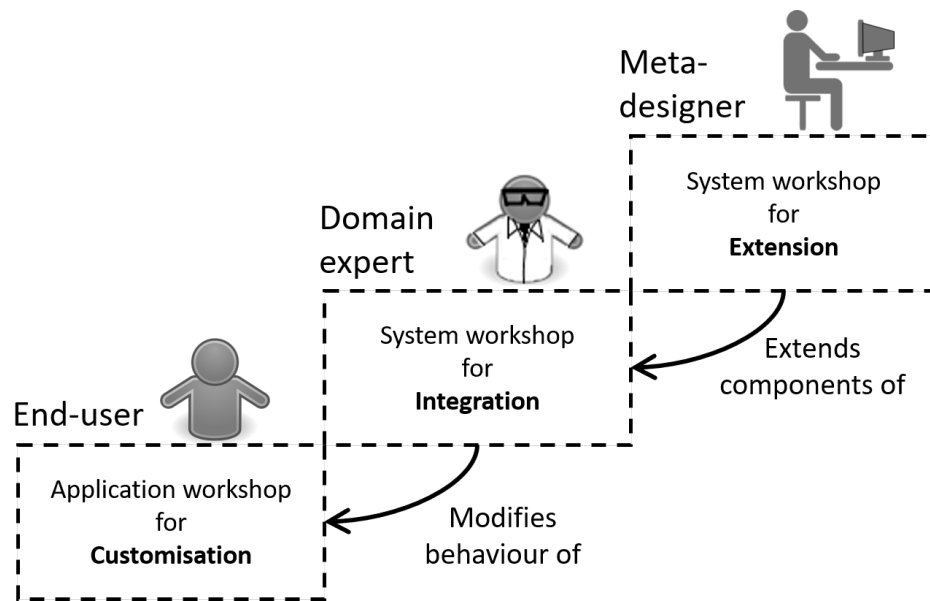 Meta-
designer
System workshop
for
Extension
Domain
expert
System workshop
for
Integration
Extends
components of
End-user
Application workshop
for
Customisation
Modifies
behaviour of